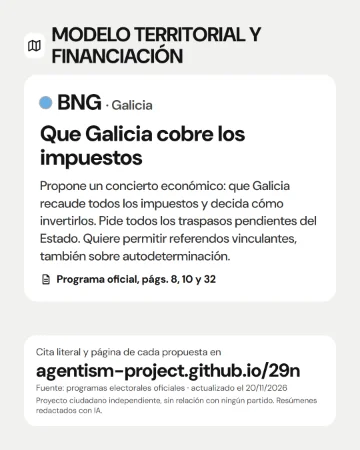 MODELO TERRITORIAL Y
FINANCIACIÓN
BNG · Galicia
Que Galicia cobre los
impuestos
Propone un concierto económico: que Galicia
recaude todos los impuestos y decida cómo
invertirlos. Pide todos los traspasos pendientes del
Estado. Quiere permitir referendos vinculantes,
también sobre autodeterminación.
Programa oficial, págs. 8, 10 y 32
Cita literal y página de cada propuesta en
agentism-project.github.io/29n
Fuente: programas electorales oficiales · actualizado el 20/11/2026
Proyecto ciudadano independiente, sin relación con ningún partido. Resúmenes
redactados con IA.